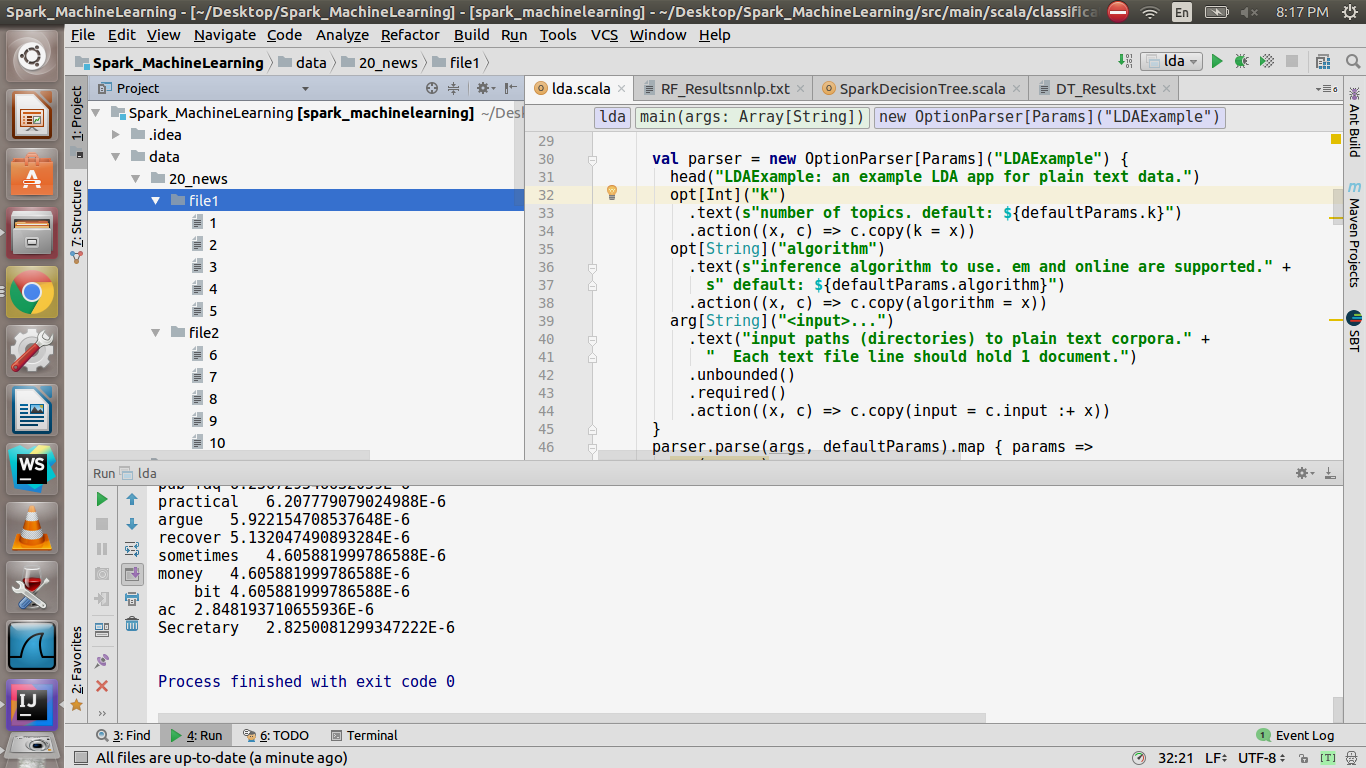 Spark_MachineLearning - [~/Desktop/Spark_MachineLearning] - [spark_machinelearning] - ~/Desktop/Spark_MachineLearning/src/main/scala/classifica
En
8:17 PM
File Edit View Navigate Code Analyze Refactor Build Run Tools VCS Window Help
Spark_MachineLearning data 20_news file1
lda
Project
1: Project
7: Structure
2: Favorites
Spark_MachineLearning [spark_machinelearning] ~/Des
.idea
data
20_news
file1
1
2
3
4
5
file2
6
7
8
9
10
lda.scala RF_Resultsnnlp.txt SparkDecisionTree.scala DT_Results.txt
lda main(args: Array[String]) new OptionParser[Params]("LDAExample")
29
30 val parser = new OptionParser[Params]("LDAExample") {
31 head("LDAExample: an example LDA app for plain text data.")
32 opt[Int]("k")
33 .text(s"number of topics. default: ${defaultParams.k}")
34 .action((x, c) => c.copy(k = x))
35 opt[String]("algorithm")
36 .text(s"inference algorithm to use. em and online are supported." +
37 s" default: ${defaultParams.algorithm}")
38 .action((x, c) => c.copy(algorithm = x))
39 arg[String]("<input>...")
40 .text("input paths (directories) to plain text corpora." +
41 "  Each text file line should hold 1 document.")
42 .unbounded()
43 .required()
44 .action((x, c) => c.copy(input = c.input :+ x))
45 }
46 parser.parse(args, defaultParams).map { params =>
Ant Build
m
Maven Projects
SBT
Run lda
practical 6.207779079024988E-6
argue 5.922154708537648E-6
recover 5.132047490893284E-6
sometimes 4.605881999786588E-6
money 4.605881999786588E-6
bit 4.605881999786588E-6
ac 2.848193710655936E-6
Secretary 2.8250081299347222E-6
Process finished with exit code 0
WS
IJ
3: Find 4: Run 6: TODO Terminal 1 Event Log
All files are up-to-date (a minute ago) 32:21 LF UTF-8 [T]